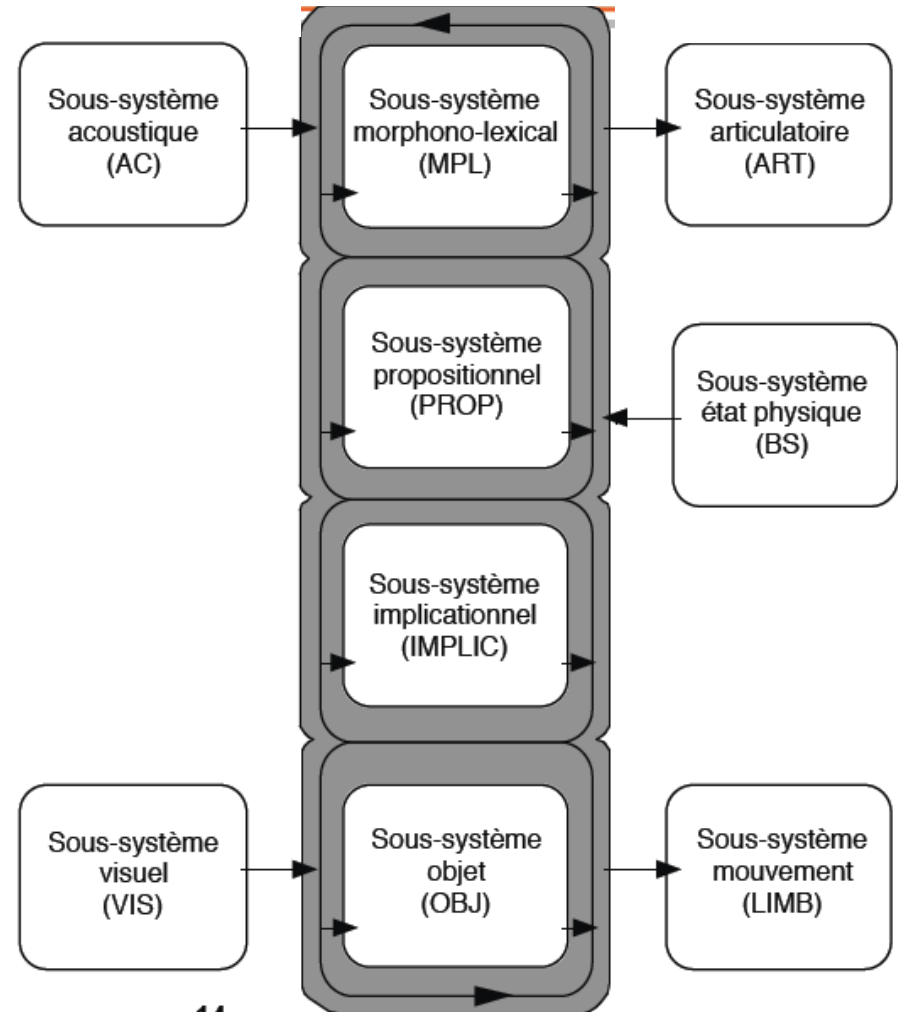 Sous-système
acoustique
(AC)
Sous-système
morphono-lexical
(MPL)
Sous-système
articulatoire
(ART)
Sous-système
propositionnel
(PROP)
Sous-système
état physique
(BS)
Sous-système
implicationnel
(IMPLIC)
Sous-système
visuel
(VIS)
Sous-système
objet
(OBJ)
Sous-système
mouvement
(LIMB)